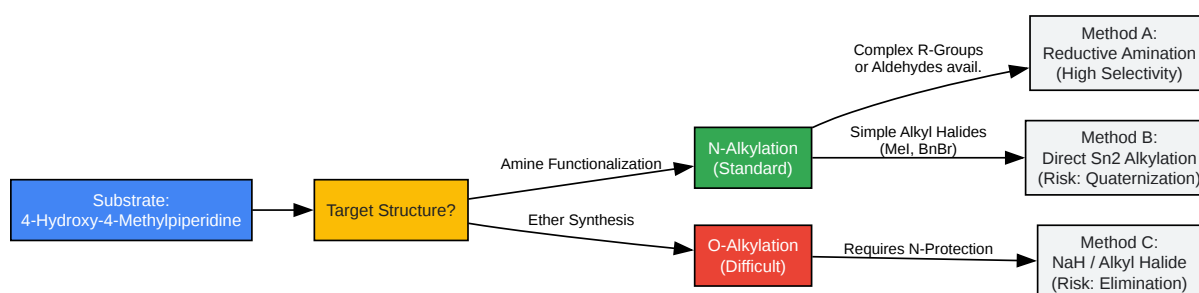 Substrate:
4-Hydroxy-4-Methylpiperidine
Target Structure?
Amine Functionalization
Ether Synthesis
N-Alkylation
(Standard)
O-Alkylation
(Difficult)
Complex R-Groups
or Aldehydes avail.
Simple Alkyl Halides
(MeI, BnBr)
Requires N-Protection
Method A:
Reductive Amination
(High Selectivity)
Method B:
Direct Sn2 Alkylation
(Risk: Quaternization)
Method C:
NaH / Alkyl Halide
(Risk: Elimination)